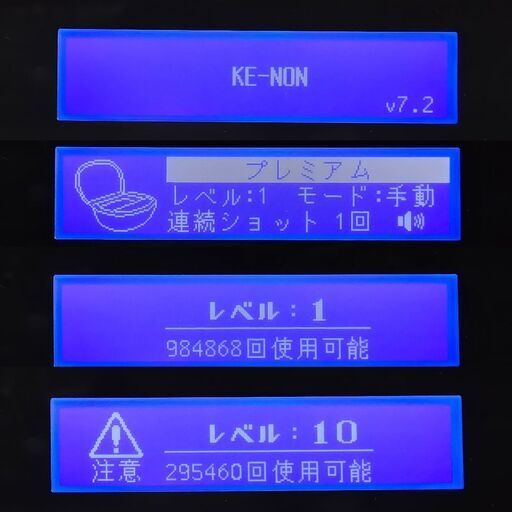 KE-NON
v7.2
プレミアム
レベル:1 モード:手動
連続ショット 1回
レベル:1
984868回使用可能
レベル:10
注意 295460回使用可能